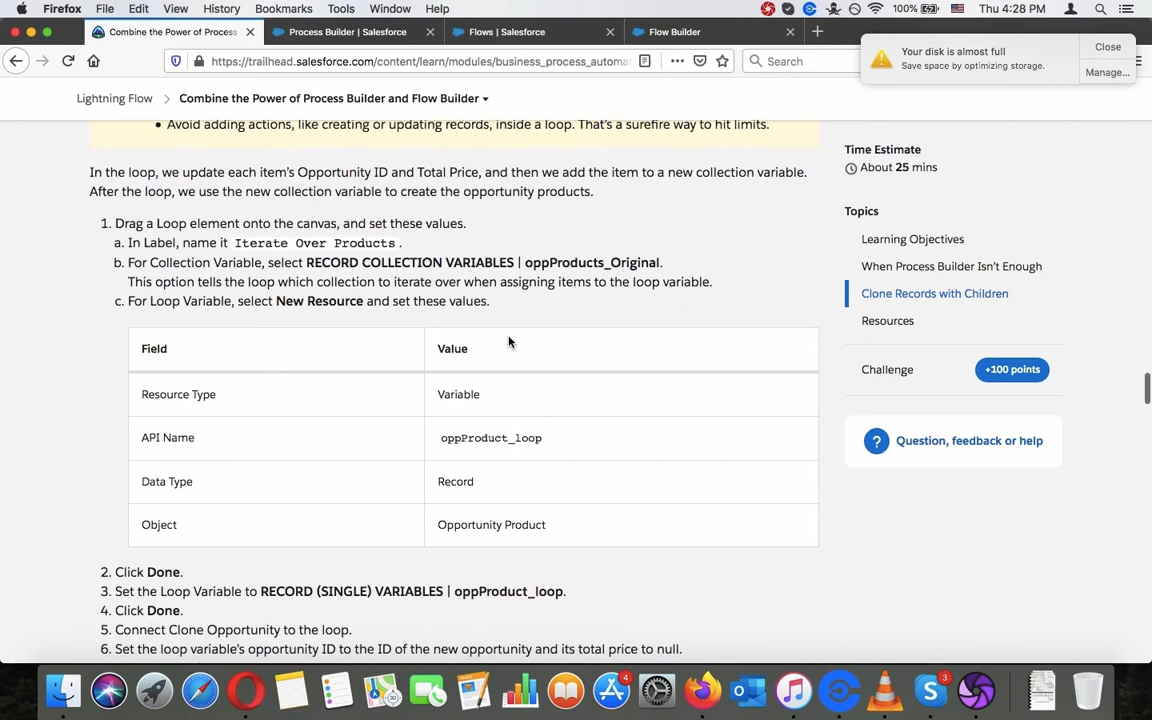 Firefox File Edit View History Bookmarks Tools Window Help 100% Thu 4:28 PM
Combine the Power of Process
Process Builder | Salesforce
Flows | Salesforce
Flow Builder
https://trailhead.salesforce.com/content/learn/modules/business_process_automa
Search
Your disk is almost full
Save space by optimizing storage.
Close
Manage...
Lightning Flow
Combine the Power of Process Builder and Flow Builder
• Avoid adding actions, like creating or updating records, inside a loop. That's a surefire way to hit limits.
In the loop, we update each item's Opportunity ID and Total Price, and then we add the item to a new collection variable.
After the loop, we use the new collection variable to create the opportunity products.
1. Drag a Loop element onto the canvas, and set these values.
a. In Label, name it Iterate Over Products.
b. For Collection Variable, select RECORD COLLECTION VARIABLES | oppProducts_Original.
This option tells the loop which collection to iterate over when assigning items to the loop variable.
c. For Loop Variable, select New Resource and set these values.
Field Value
Resource Type Variable
API Name oppProduct_loop
Data Type Record
Object Opportunity Product
2. Click Done.
3. Set the Loop Variable to RECORD (SINGLE) VARIABLES | oppProduct_loop.
4. Click Done.
5. Connect Clone Opportunity to the loop.
6. Set the loop variable's opportunity ID to the ID of the new opportunity and its total price to null.
Time Estimate
About 25 mins
Topics
Learning Objectives
When Process Builder Isn't Enough
Clone Records with Children
Resources
Challenge
+100 points
? Question, feedback or help
4
3